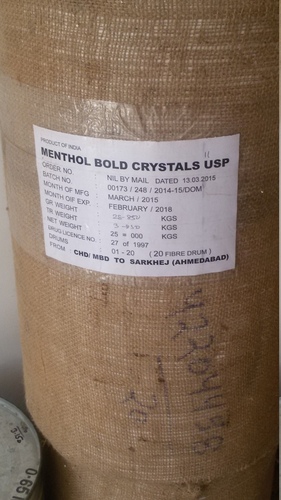 PRODUCT OF INDIA
MENTHOL BOLD CRYSTALS USP
ORDER. NO. NIL BY MAIL DATED 13.03.2015
BATCH NO. 00173 / 248 / 2014-15/DOM
MONTH OF MFG MARCH / 2015
MONTH OIF EXP FEBRUARY / 2018
GR WEIGHT KGS
TR. WEIGHT KGS
NET WEIGHT 25 = 000 KGS
DRUG LICENCE NO 27 of 1997
DRUMS 01 - 20 ( 20 FIBRE DRUM )
FROM CHD/ MBD TO SARKHEJ (AHMEDABAD)
20